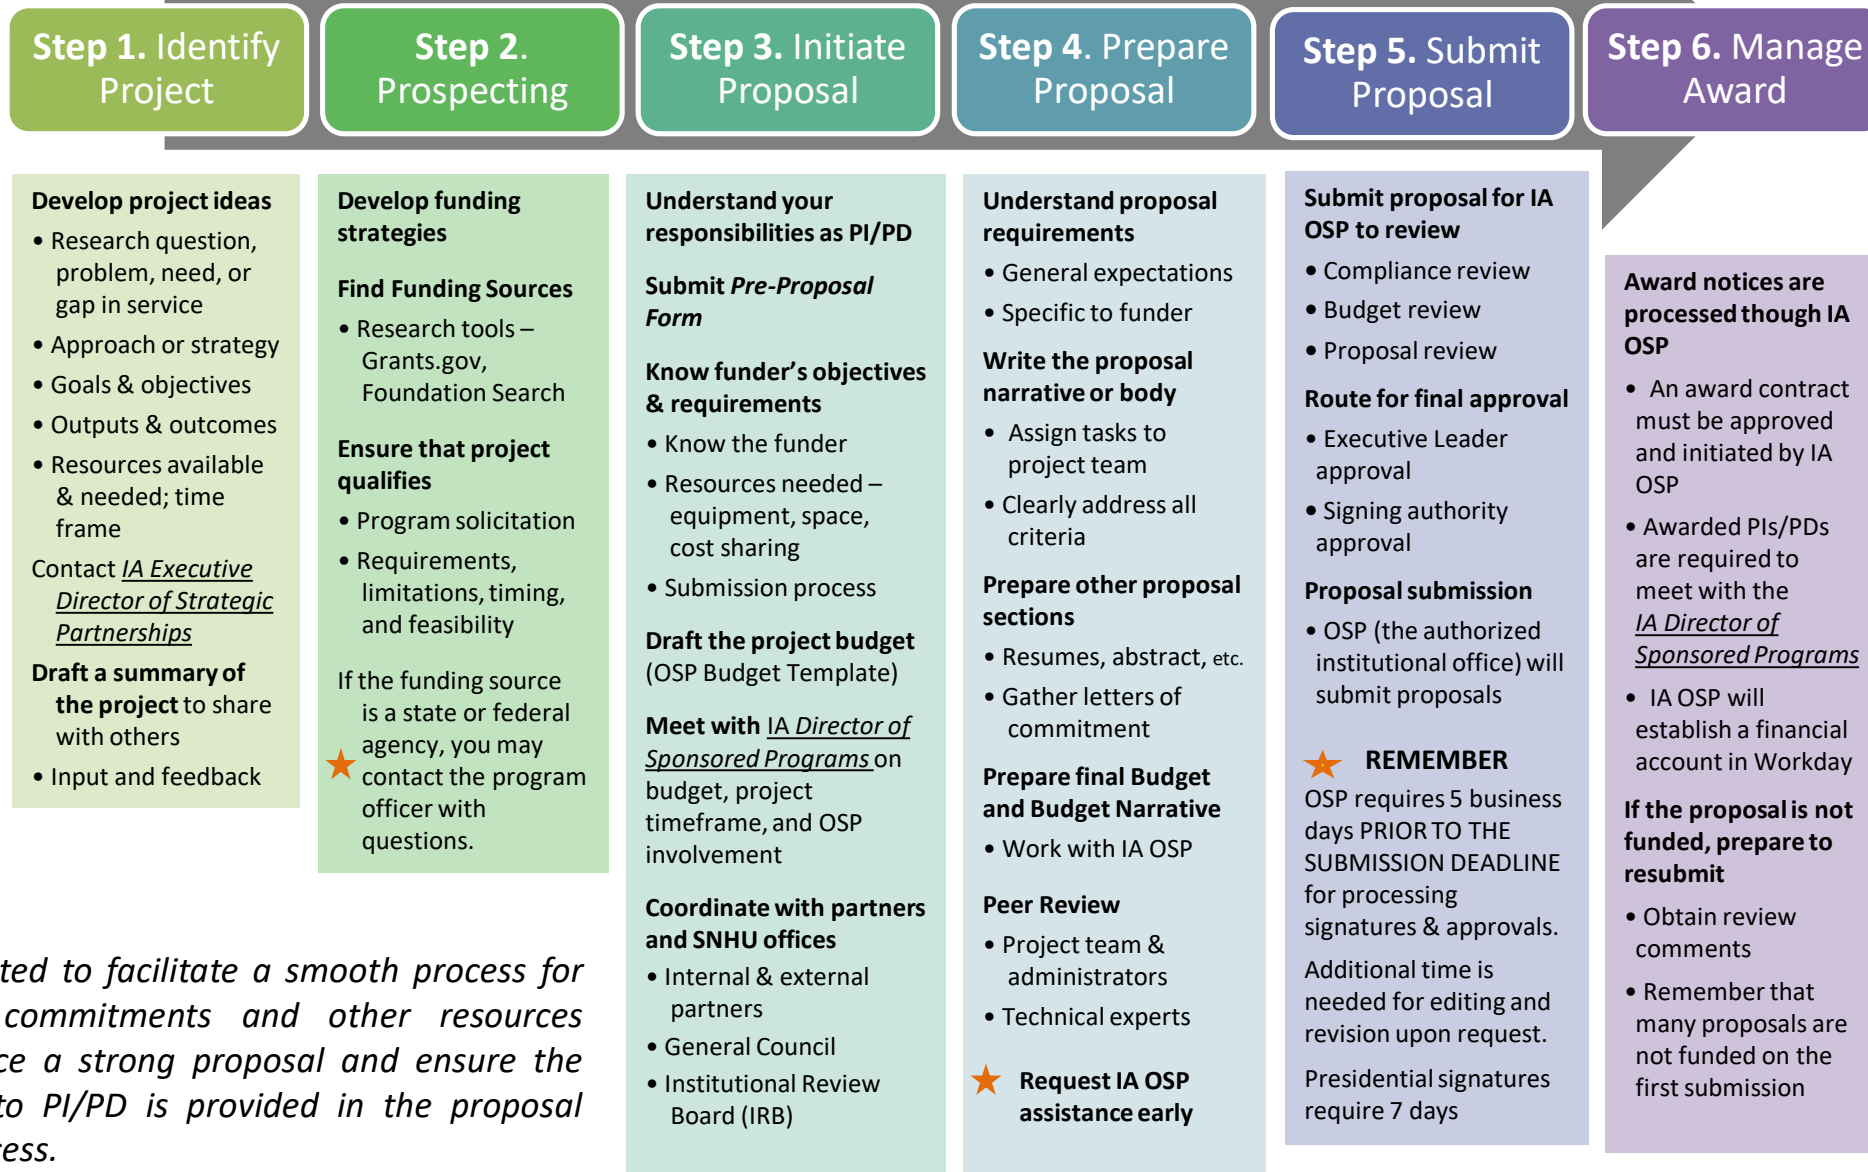 Step 1. Identify
Project
Step 2.
Prospecting
Step 3. Initiate
Proposal
Step 4. Prepare
Proposal
Step 5. Submit
Proposal
Step 6. Manage
Award
Develop project ideas
• Research question,
problem, need, or
gap in service
• Approach or strategy
• Goals & objectives
• Outputs & outcomes
• Resources available
& needed; time
frame
Contact IA Executive
Director of Strategic
Partnerships
Draft a summary of
the project to share
with others
• Input and feedback
Develop funding
strategies
Find Funding Sources
• Research tools –
Grants.gov,
Foundation Search
Ensure that project
qualifies
• Program solicitation
• Requirements,
limitations, timing,
and feasibility
If the funding source
is a state or federal
agency, you may
contact the program
officer with
questions.
Understand your
responsibilities as PI/PD
Submit Pre-Proposal
Form
Know funder's objectives
& requirements
• Know the funder
• Resources needed –
equipment, space,
cost sharing
• Submission process
Draft the project budget
(OSP Budget Template)
Meet with IA Director of
Sponsored Programs on
budget, project
timeframe, and OSP
involvement
Coordinate with partners
and SNHU offices
• Internal & external
partners
• General Council
• Institutional Review
Board (IRB)
Understand proposal
requirements
• General expectations
• Specific to funder
Write the proposal
narrative or body
• Assign tasks to
project team
• Clearly address all
criteria
Prepare other proposal
sections
• Resumes, abstract, etc.
• Gather letters of
commitment
Prepare final Budget
and Budget Narrative
• Work with IA OSP
Peer Review
• Project team &
administrators
• Technical experts
Request IA OSP
assistance early
Submit proposal for IA
OSP to review
• Compliance review
• Budget review
• Proposal review
Route for final approval
• Executive Leader
approval
• Signing authority
approval
Proposal submission
• OSP (the authorized
institutional office) will
submit proposals
REMEMBER
OSP requires 5 business
days PRIOR TO THE
SUBMISSION DEADLINE
for processing
signatures & approvals.
Additional time is
needed for editing and
revision upon request.
Presidential signatures
require 7 days
Award notices are
processed though IA
OSP
• An award contract
must be approved
and initiated by IA
OSP
• Awarded PIs/PDs
are required to
meet with the
IA Director of
Sponsored Programs
• IA OSP will
establish a financial
account in Workday
If the proposal is not
funded, prepare to
resubmit
• Obtain review
comments
• Remember that
many proposals are
not funded on the
first submission
to facilitate a smooth process for
commitments and other resources
a strong proposal and ensure the
to PI/PD is provided in the proposal